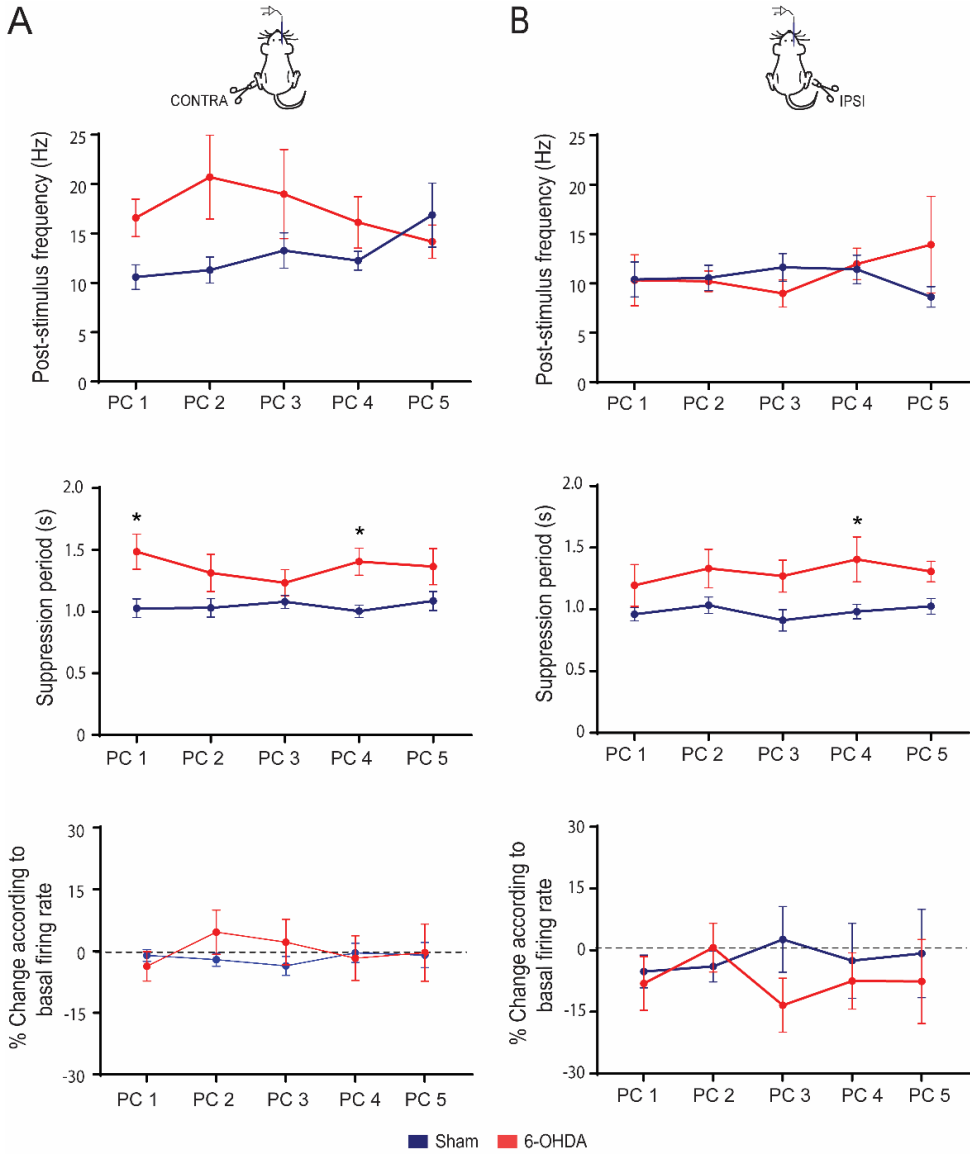 A
B
CONTRA
IPSI
Post-stimulus frequency (Hz)
25
20
15
10
5
0
PC 1 PC 2 PC 3 PC 4 PC 5
Post-stimulus frequency (Hz)
25
20
15
10
5
0
PC 1 PC 2 PC 3 PC 4 PC 5
Suppression period (s)
2.0
1.5
1.0
0.5
0
* *
PC 1 PC 2 PC 3 PC 4 PC 5
Suppression period (s)
2.0
1.5
1.0
0.5
0
*
PC 1 PC 2 PC 3 PC 4 PC 5
% Change according to
basal firing rate
30
15
0
-15
-30
PC 1 PC 2 PC 3 PC 4 PC 5
% Change according to
basal firing rate
30
15
0
-15
-30
PC 1 PC 2 PC 3 PC 4 PC 5
Sham 6-OHDA